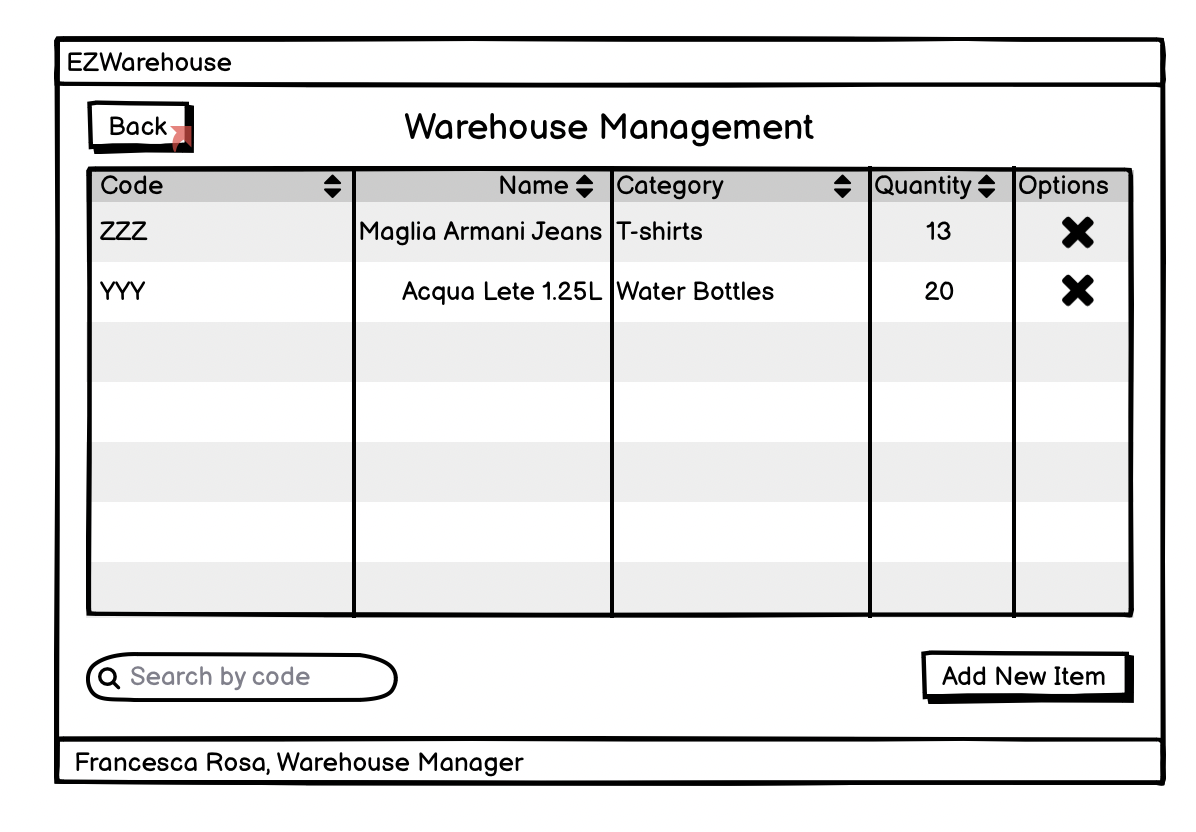 EZWarehouse
Back
Warehouse Management
Code Name Category Quantity Options
ZZZ Maglia Armani Jeans T-shirts 13
YYY Acqua Lete 1.25L Water Bottles 20
Search by code
Add New Item
Francesca Rosa, Warehouse Manager